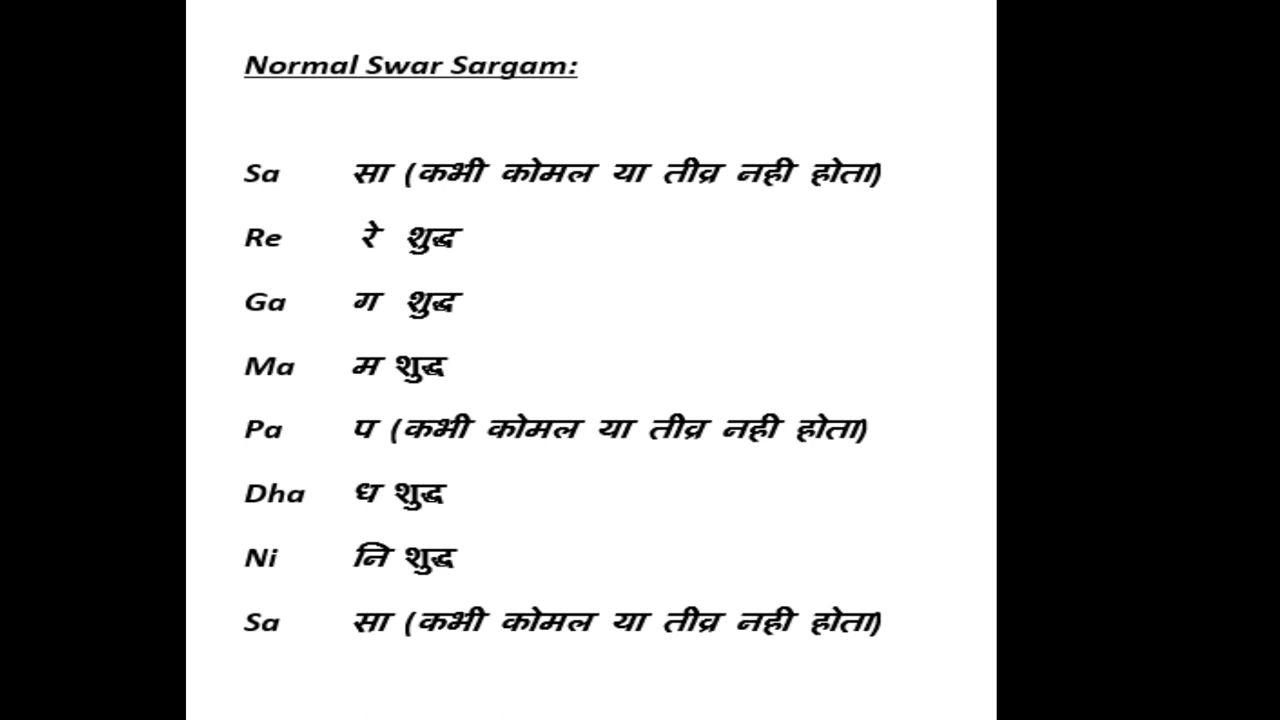 Normal Swar Sargam:
Sa सा (कभी कोमल या तीव्र नही होता)
Re रे शुद्ध
Ga ग शुद्ध
Ma म शुद्ध
Pa प (कभी कोमल या तीव्र नही होता)
Dha ध शुद्ध
Ni नि शुद्ध
Sa सा (कभी कोमल या तीव्र नही होता)